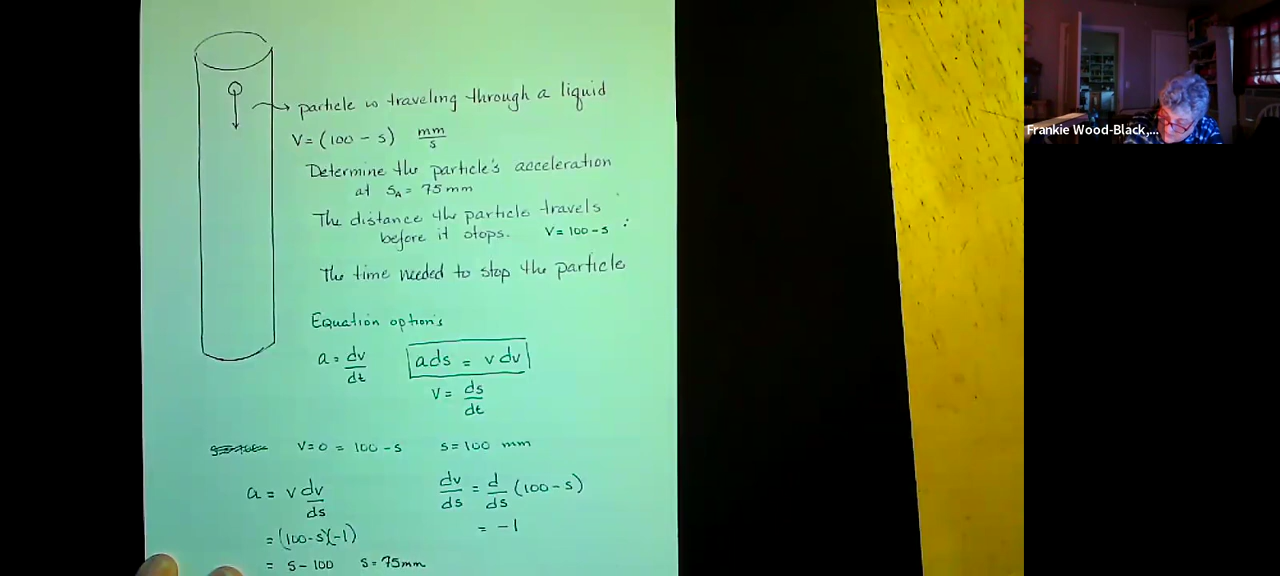 particle is traveling through a liquid
V = (100 - s) mm/s
Determine the particle's acceleration
at S_A = 75 mm
The distance the particle travels
before it stops. V = 100 - s
The time needed to stop the particle
Equation option's
a = dv/dt ads = v dv
V = ds/dt
V = 0 = 100 - s s = 100 mm
a = v dv/ds dv/ds = d/ds (100 - s)
= (100 - s)(-1) = -1
= s - 100 s = 75mm
Frankie Wood-Black,...